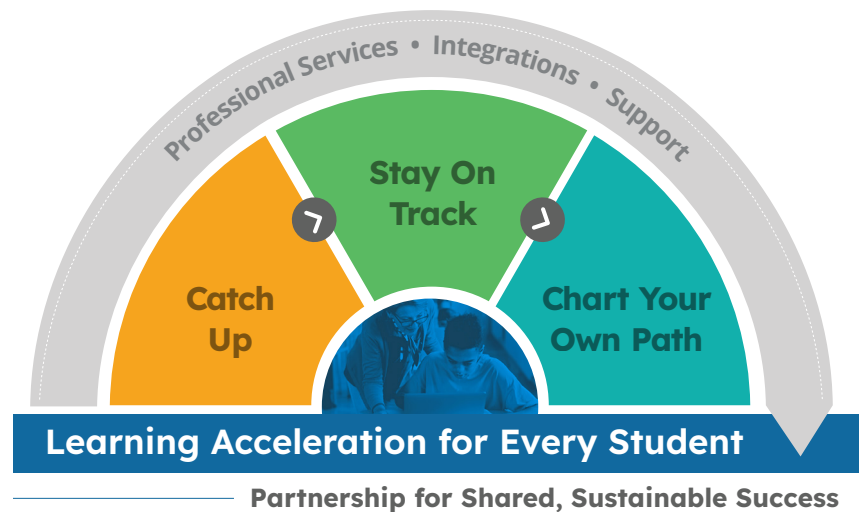 Professional Services • Integrations • Support
Stay On
Track
Catch
Up
Chart Your
Own Path
Learning Acceleration for Every Student
Partnership for Shared, Sustainable Success